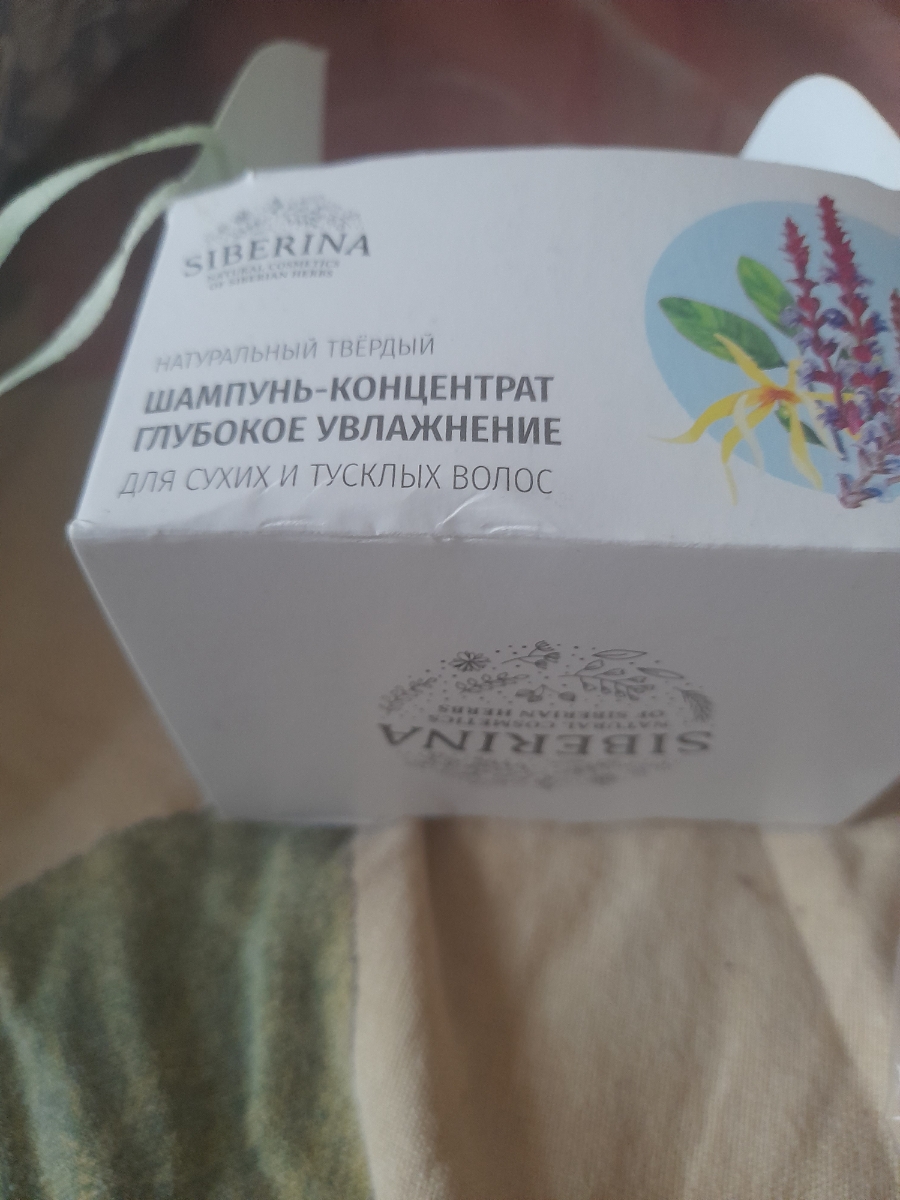 SIBERINA
NATURAL COSMETICS
OF SIBERIAN HERBS
НАТУРАЛЬНЫЙ ТВЁРДЫЙ
ШАМПУНЬ-КОНЦЕНТРАТ
ГЛУБОКОЕ УВЛАЖНЕНИЕ
ДЛЯ СУХИХ И ТУСКЛЫХ ВОЛОС
SIBERINA
NATURAL COSMETICS
OF SIBERIAN HERBS